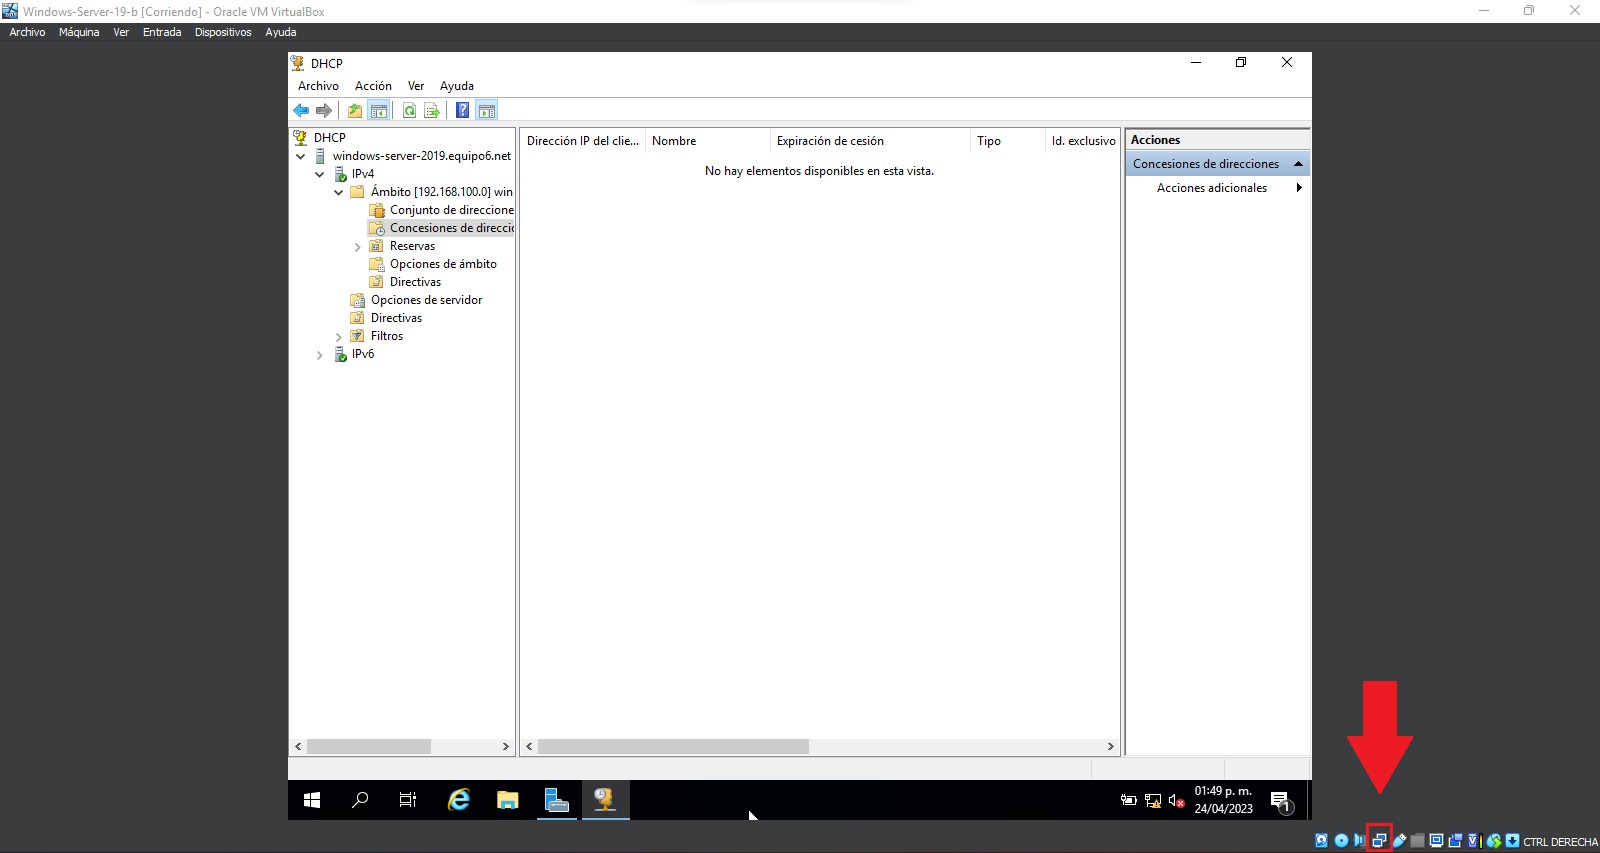 Windows-Server-19-b [Corriendo] - Oracle VM VirtualBox
Archivo Máquina Ver Entrada Dispositivos Ayuda
DHCP
Archivo Acción Ver Ayuda
DHCP
windows-server-2019.equipo6.net
IPv4
Ámbito [192.168.100.0] win
Conjunto de direccione
Concesiones de direcció
Reservas
Opciones de ámbito
Directivas
Opciones de servidor
Directivas
Filtros
IPv6
Dirección IP del clie... Nombre Expiración de cesión Tipo Id. exclusivo
No hay elementos disponibles en esta vista.
Acciones
Concesiones de direcciones
Acciones adicionales
01:49 p. m.
24/04/2023
1
CTRL DERECHA